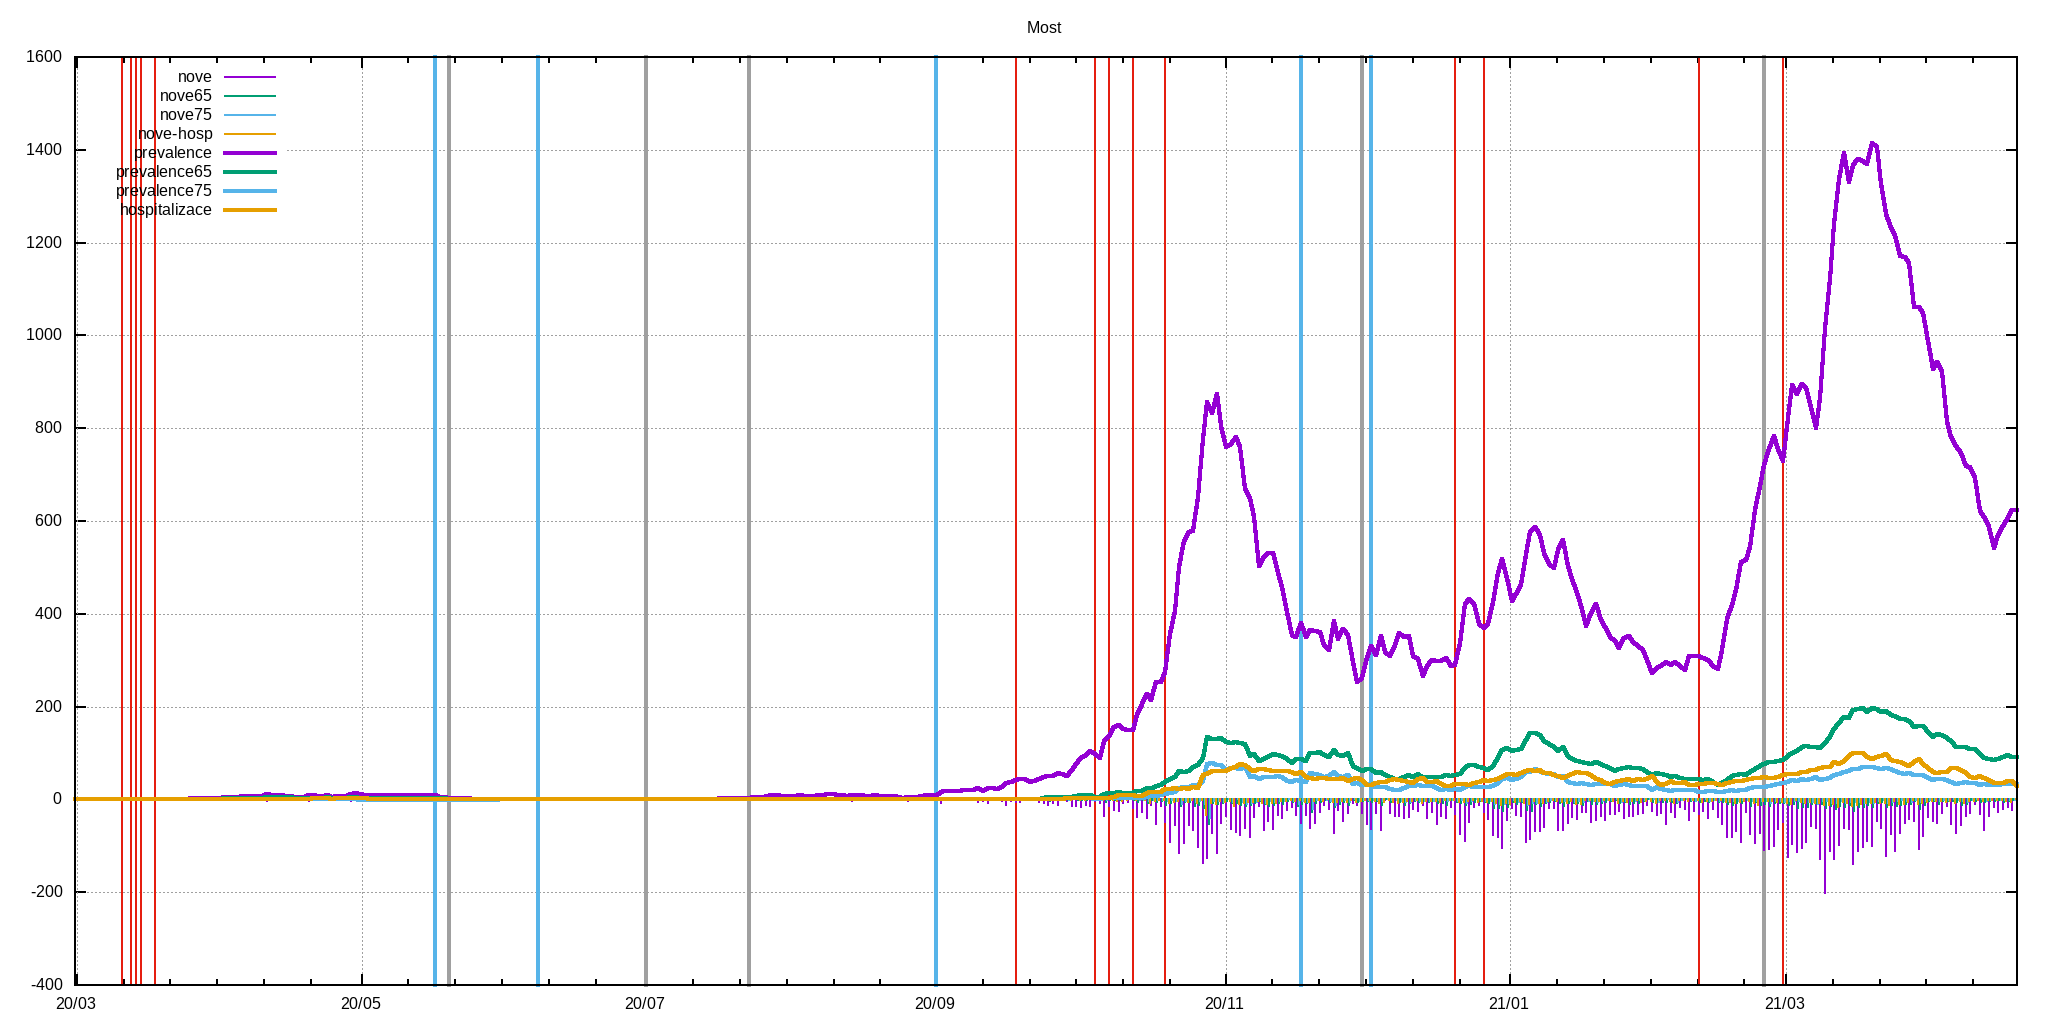 Most
1600
1400
1200
1000
800
600
400
200
0
-200
-400
nove
nove65
nove75
nove-hosp
prevalence
prevalence65
prevalence75
hospitalizace
20/03 20/05 20/07 20/09 20/11 21/01 21/03